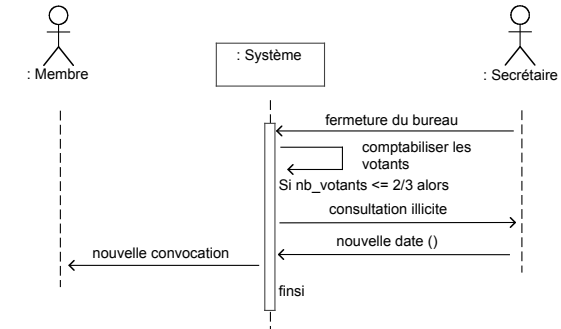 : Système
: Membre
: Secrétaire
fermeture du bureau
comptabiliser les
votants
Si nb_votants <= 2/3 alors
consultation illicite
nouvelle date ()
nouvelle convocation
finsi